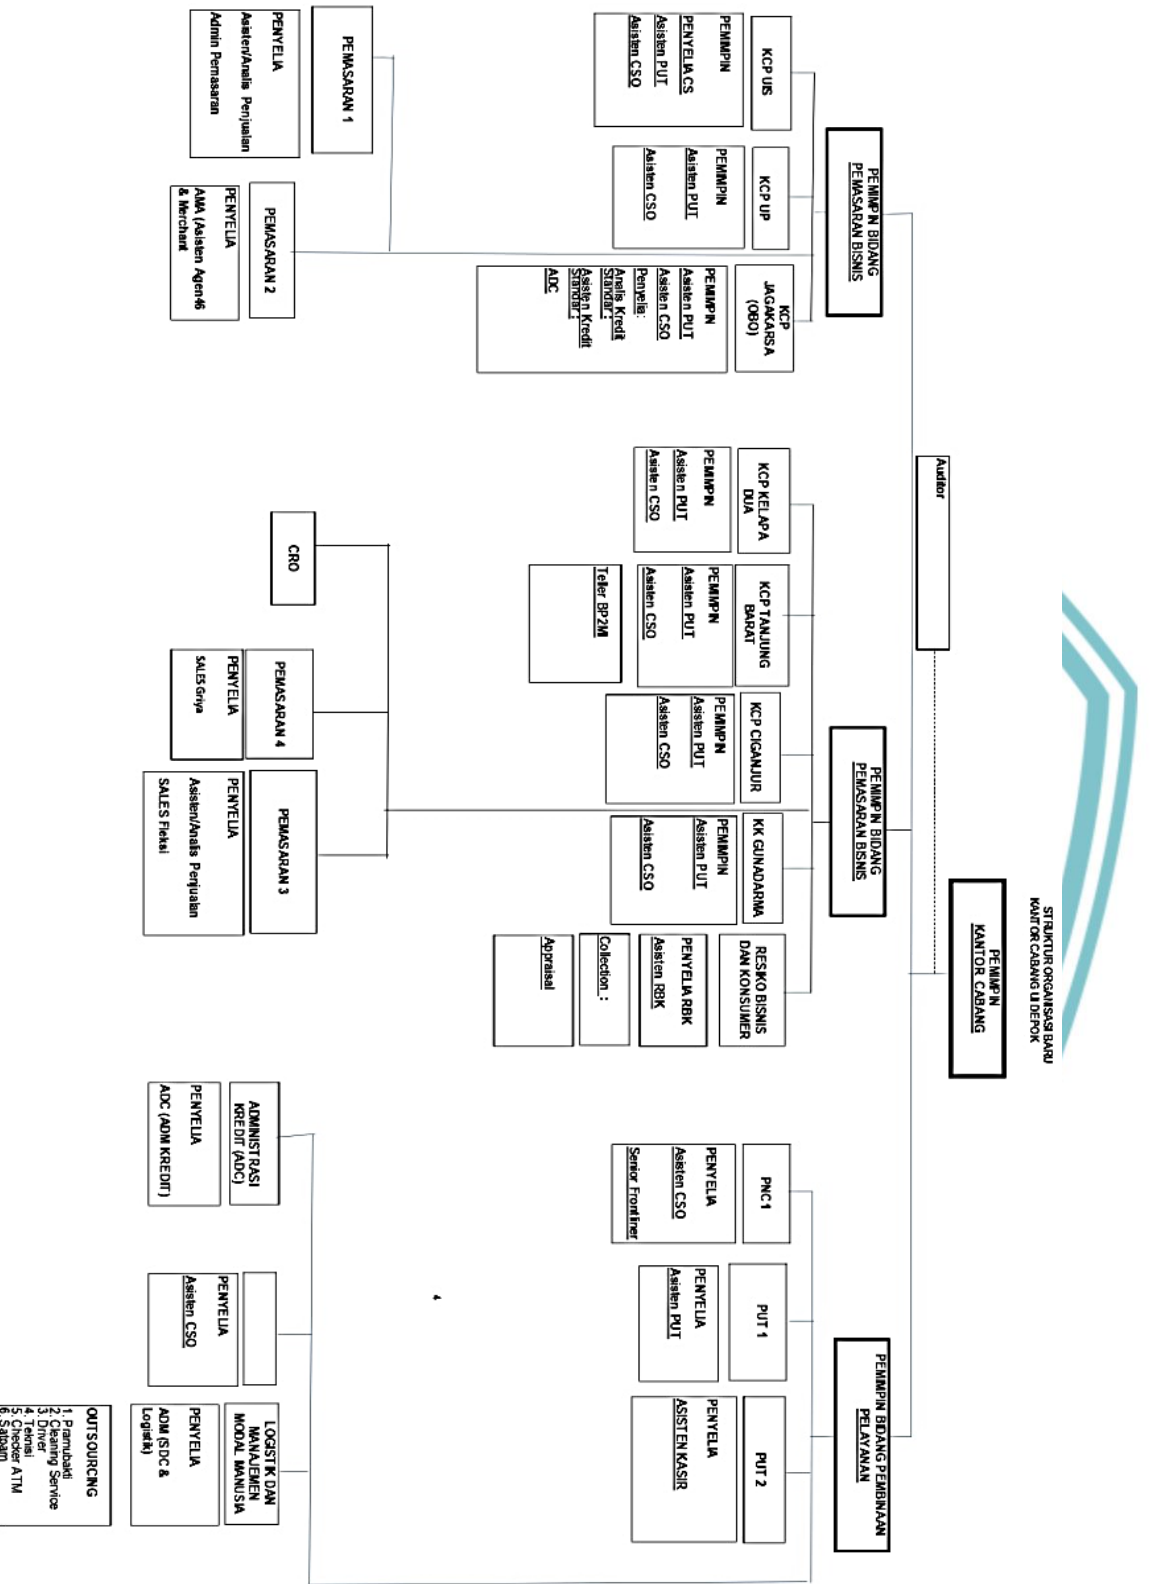 STRUKTUR ORGANISASI BARU
KANTOR CABANG UI DEPOK
PEMIMPIN
KANTOR CABANG
Auditor
PEMIMPIN BIDANG
PEMASARAN BISNIS
PEMIMPIN BIDANG
PEMASARAN BISNIS
PEMIMPIN BIDANG PEMBINAAN
PELAYANAN
KCP UIS
PEMIMPIN
PENYELIA CS
Asisten PUT
Asisten CSO
KCP UP
PEMIMPIN
Asisten PUT
Asisten CSO
KCP
JAGAKARSA
(OBO)
PEMIMPIN
Asisten PUT
Asisten CSO
Penyelia:
Analis Kredit
Standar :
Asisten Kredit
Standar :
ADC
KCP KELAPA
DUA
PEMIMPIN
Asisten PUT
Asisten CSO
KCP TANJUNG
BARAT
PEMIMPIN
Asisten PUT
Asisten CSO
Teller BP2MI
KCP CIGANJUR
PEMIMPIN
Asisten PUT
Asisten CSO
KK GUNADARMA
PEMIMPIN
Asisten PUT
Asisten CSO
RESIKO BISNIS
DAN KONSUMER
PENYELIA RBK
Asisten RBK
Collection :
Appraisal
PNC1
PENYELIA
Asisten CSO
Senior Frontliner
PUT 1
PENYELIA
Asisten PUT
PUT 2
PENYELIA
ASISTEN KASIR
4
PEMASARAN 1
PENYELIA
Asisten/Analis Penjualan
Admin Pemasaran
PEMASARAN 2
PENYELIA
AMA (Asisten Agen46
& Merchant
CRO
PEMASARAN 4
PENYELIA
SALES Griya
PEMASARAN 3
PENYELIA
Asisten/Analis Penjualan
SALES Fleksi
ADMINISTRASI
KREDIT (ADC)
PENYELIA
ADC (ADM KREDIT)
PENYELIA
Asisten CSO
LOGISTIK DAN
MANAJEMEN
MODAL MANUSIA
PENYELIA
ADM (SDC &
Logistik)
OUTSOURCING
1. Pramubakti
2. Cleaning Service
3. Driver
4. Teknisi
5. Checker ATM
6. Satpam